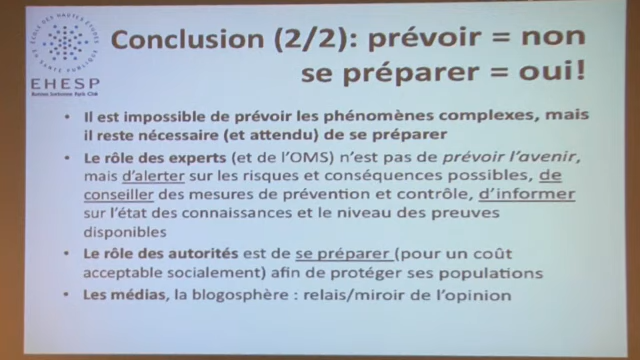 Conclusion (2/2): prévoir = non
se préparer = oui!
EHESP
• Il est impossible de prévoir les phénomènes complexes, mais
il reste nécessaire (et attendu) de se préparer
• Le rôle des experts (et de l'OMS) n'est pas de prévoir l'avenir,
mais d'alerter sur les risques et conséquences possibles, de
conseiller des mesures de prévention et contrôle, d'informer
sur l'état des connaissances et le niveau des preuves
disponibles
• Le rôle des autorités est de se préparer (pour un coût
acceptable socialement) afin de protéger ses populations
• Les médias, la blogosphère : relais/miroir de l'opinion